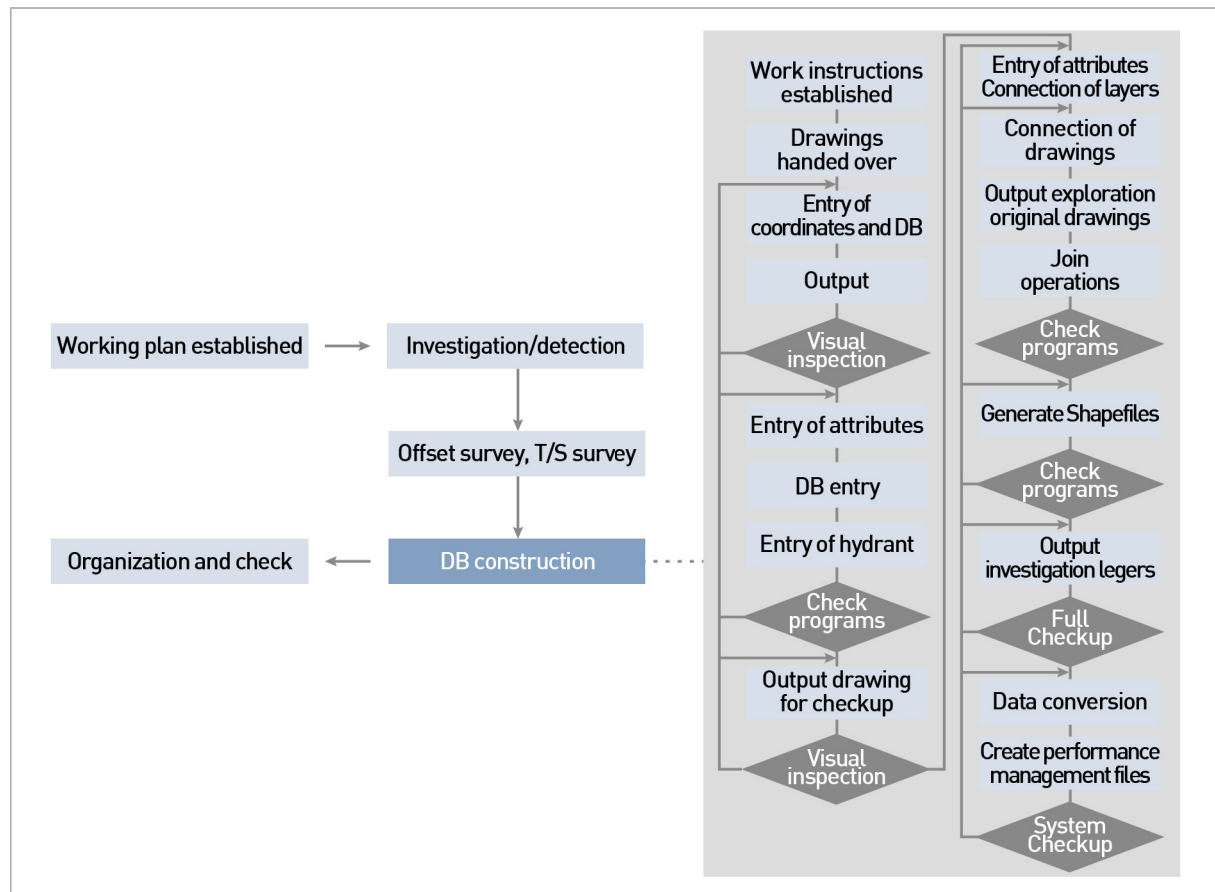 Working plan established
Investigation/detection
Offset survey, T/S survey
DB construction
Organization and check
Work instructions
established
Drawings
handed over
Entry of
coordinates and DB
Output
Visual
inspection
Entry of attributes
DB entry
Entry of hydrant
Check
programs
Output drawing
for checkup
Visual
inspection
Entry of attributes
Connection of layers
Connection of
drawings
Output exploration
original drawings
Join
operations
Check
programs
Generate Shapefiles
Check
programs
Output
investigation legers
Full
Checkup
Data conversion
Create performance
management files
System
Checkup